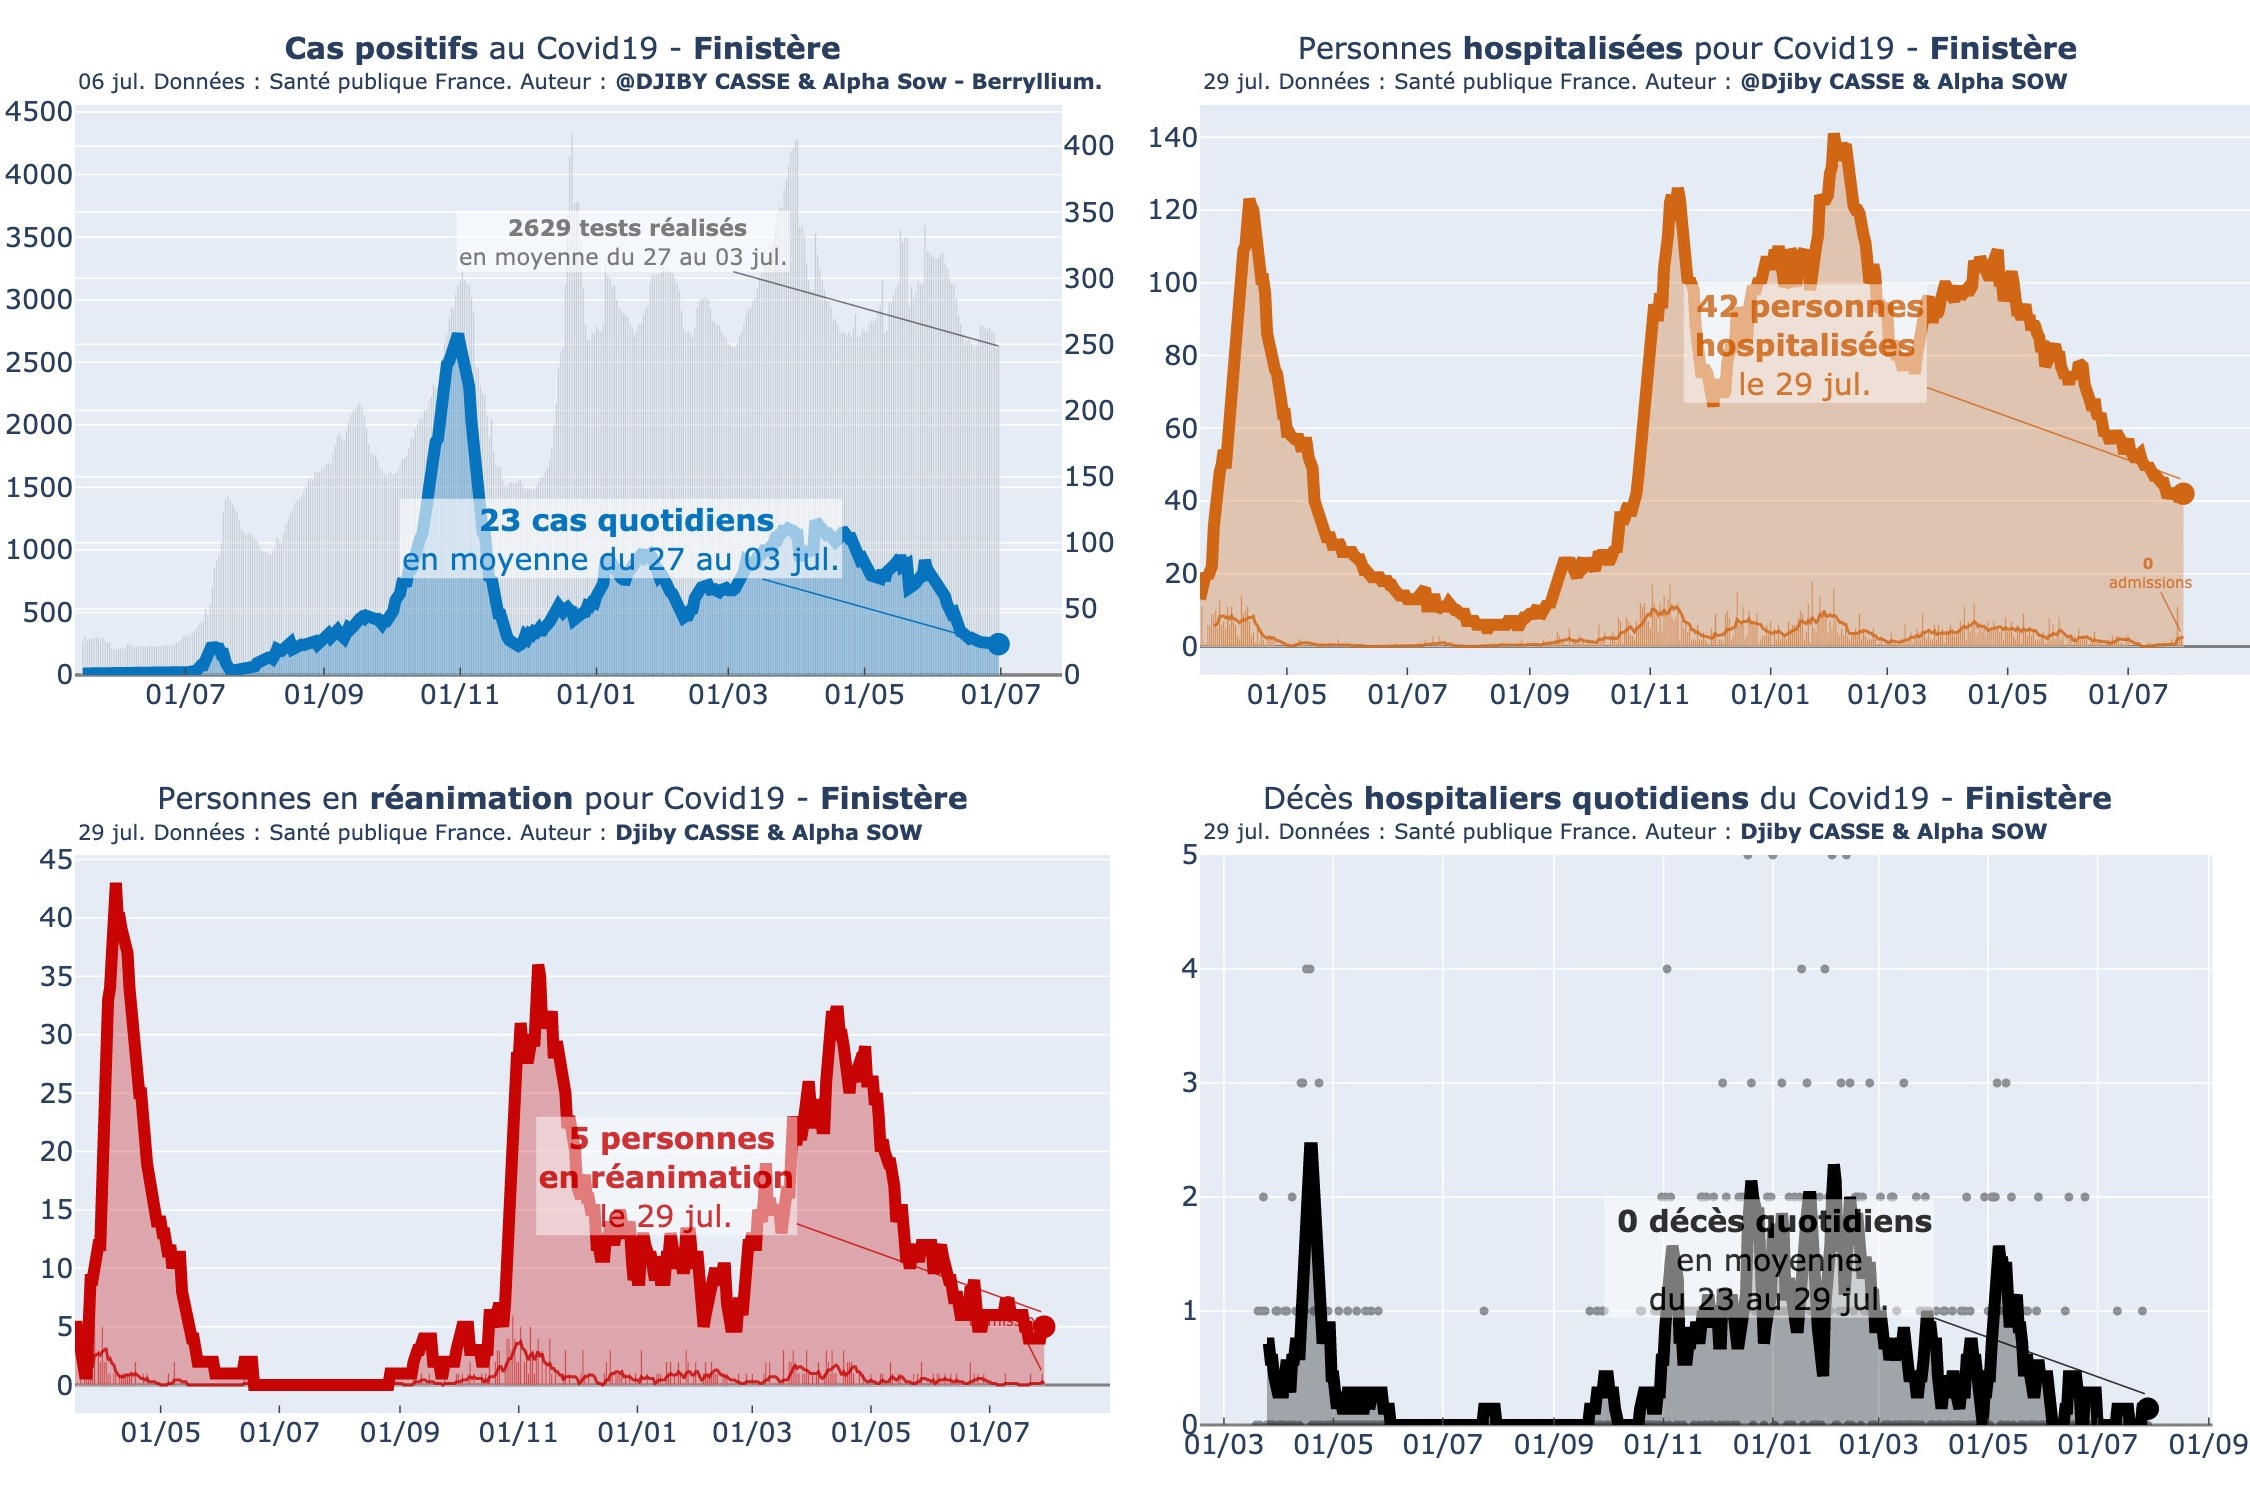 Cas positifs au Covid19 - Finistère
06 jul. Données : Santé publique France. Auteur : @DJIBY CASSE & Alpha Sow - Berryllium.
4500
4000
3500
3000
2500
2000
1500
1000
500
0
400
350
300
250
200
150
100
50
0
2629 tests réalisés
en moyenne du 27 au 03 jul.
23 cas quotidiens
en moyenne du 27 au 03 jul.
01/07 01/09 01/11 01/01 01/03 01/05 01/07
Personnes hospitalisées pour Covid19 - Finistère
29 jul. Données : Santé publique France. Auteur : @Djiby CASSE & Alpha SOW
140
120
100
80
60
40
20
0
42 personnes
hospitalisées
le 29 jul.
0
admissions
01/05 01/07 01/09 01/11 01/01 01/03 01/05 01/07
Personnes en réanimation pour Covid19 - Finistère
29 jul. Données : Santé publique France. Auteur : Djiby CASSE & Alpha SOW
45
40
35
30
25
20
15
10
5
0
5 personnes
en réanimation
le 29 jul.
01/05 01/07 01/09 01/11 01/01 01/03 01/05 01/07
Décès hospitaliers quotidiens du Covid19 - Finistère
29 jul. Données : Santé publique France. Auteur : Djiby CASSE & Alpha SOW
5
4
3
2
1
0
0 décès quotidiens
en moyenne
du 23 au 29 jul.
01/03 01/05 01/07 01/09 01/11 01/01 01/03 01/05 01/07 01/09